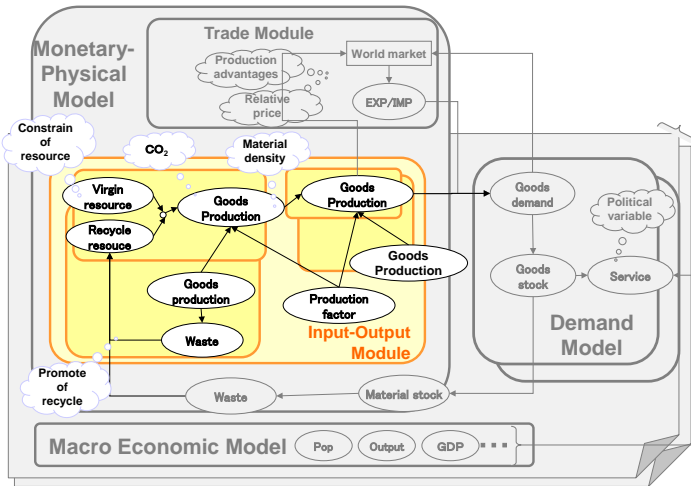 Trade Module
Monetary-
Physical
Model
World market
Production
advantages
Relative
price
EXP/IMP
Constrain
of
resource
CO₂
Material
density
Virgin
resource
Goods
Production
Goods
Production
Recycle
resouce
Goods
Production
Goods
production
Production
factor
Waste
Input-Output
Module
Goods
demand
Political
variable
Goods
stock
Service
Demand
Model
Promote
of
recycle
Waste
Material stock
Macro Economic Model
Pop
Output
GDP